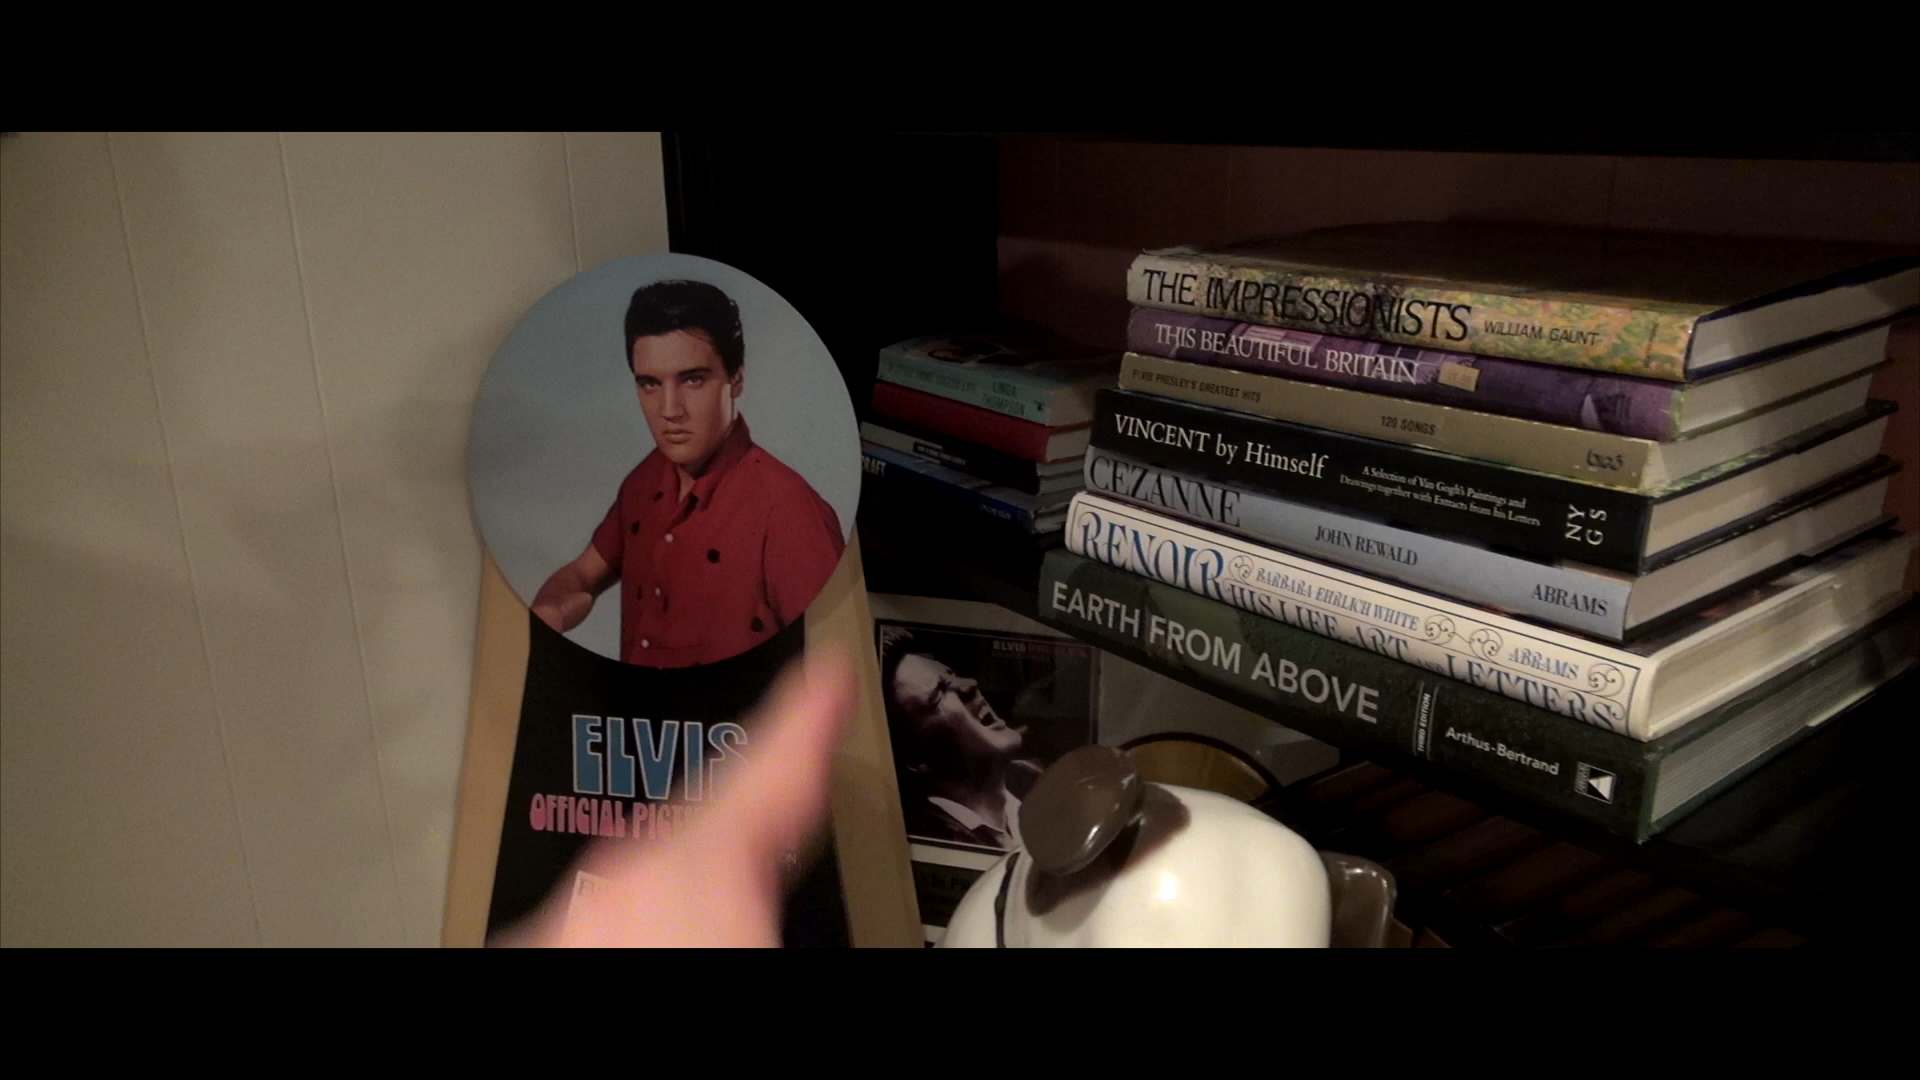 ELVIS
OFFICIAL
LINDA
THOMPSON
ELVIS
THE IMPRESSIONISTS WILLIAM GAUNT
THIS BEAUTIFUL BRITAIN
ELVIS PRESLEY'S GREATEST HITS 120 SONGS
VINCENT by Himself
A Selection of Van Gogh's Paintings and
Drawings together with Extracts from his Letters
NY
GS
CEZANNE JOHN REWALD ABRAMS
RENOIR BARBARA EHRLICH WHITE ABRAMS
HIS LIFE, ART, AND LETTERS
EARTH FROM ABOVE THIRD EDITION Arthus-Bertrand